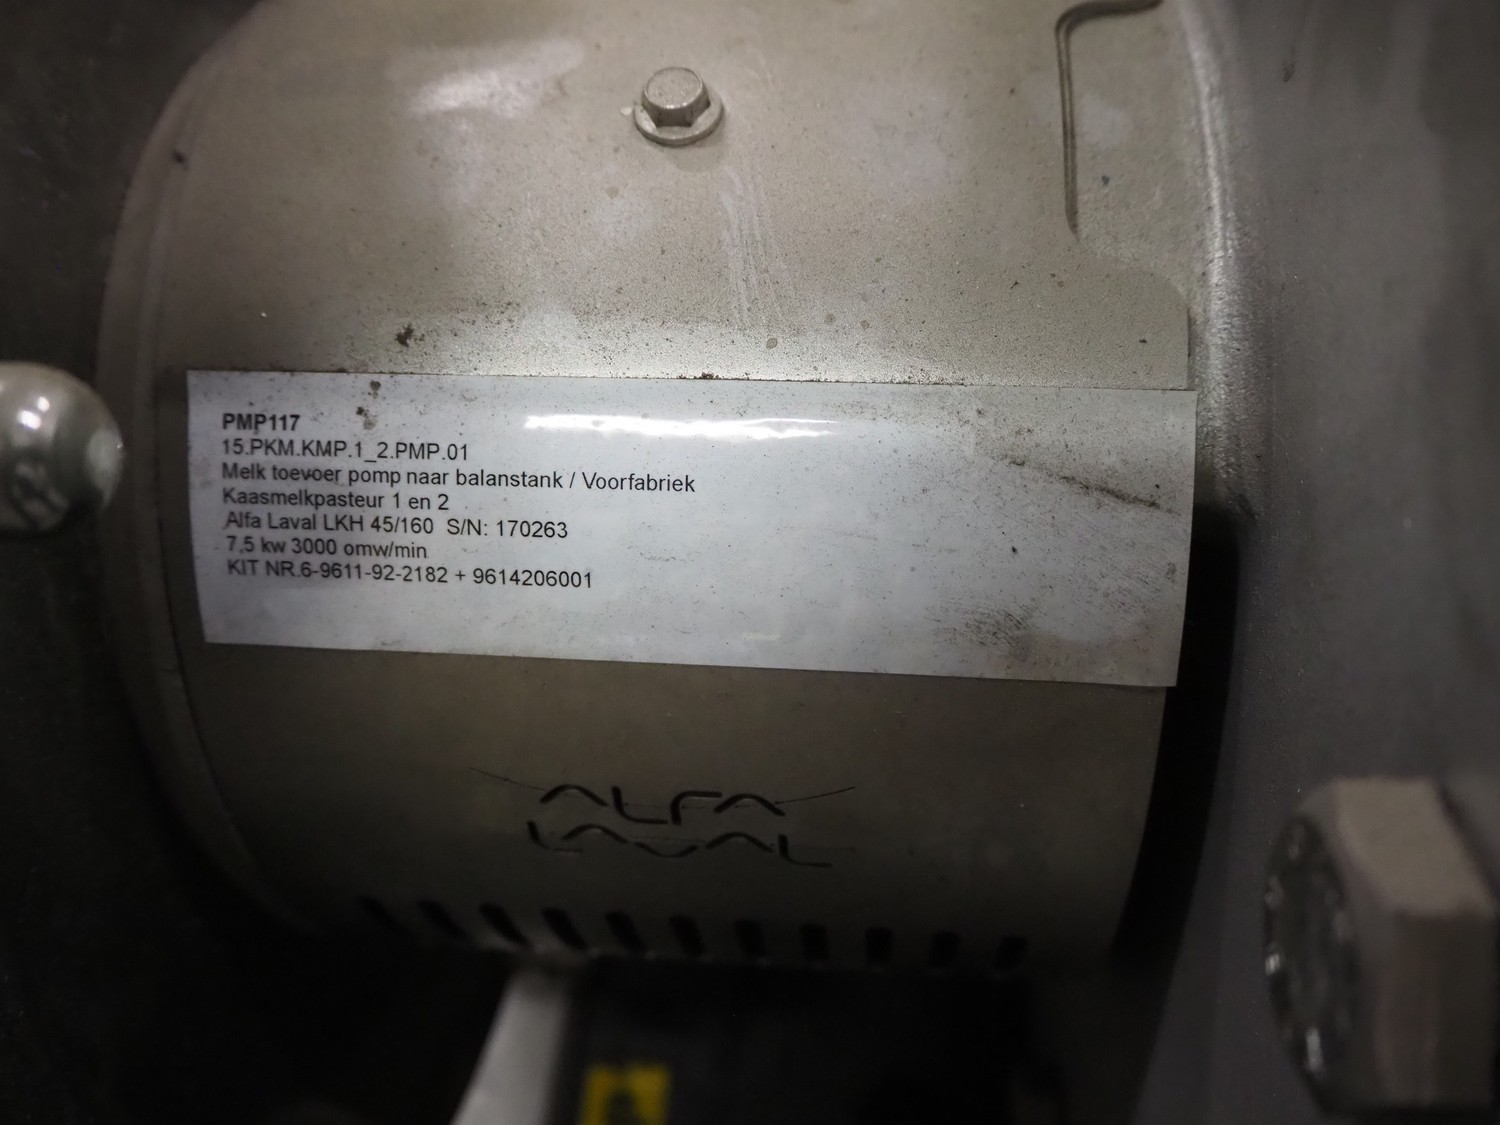 PMP117
15.PKM.KMP.1_2.PMP.01
Melk toevoer pomp naar balanstank / Voorfabriek
Kaasmelkpasteur 1 en 2
Alfa Laval LKH 45/160 S/N: 170263
7,5 kw 3000 omw/min
KIT NR.6-9611-92-2182 + 9614206001
ALFA
LAVAL